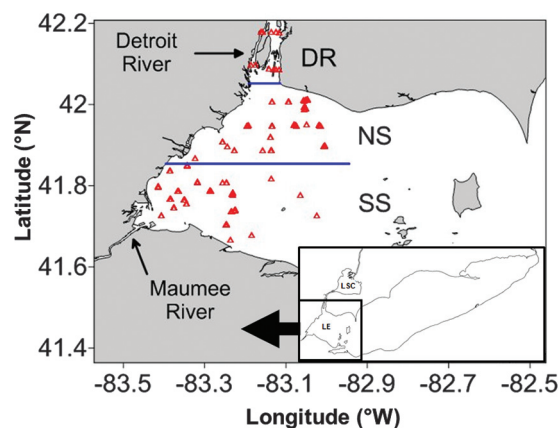 42.2
42
41.8
41.6
41.4
Latitude (°N)
Detroit
River
DR
NS
SS
Maumee
River
LSC
LE
-83.5
-83.3
-83.1
-82.9
-82.7
-82.5
Longitude (°W)